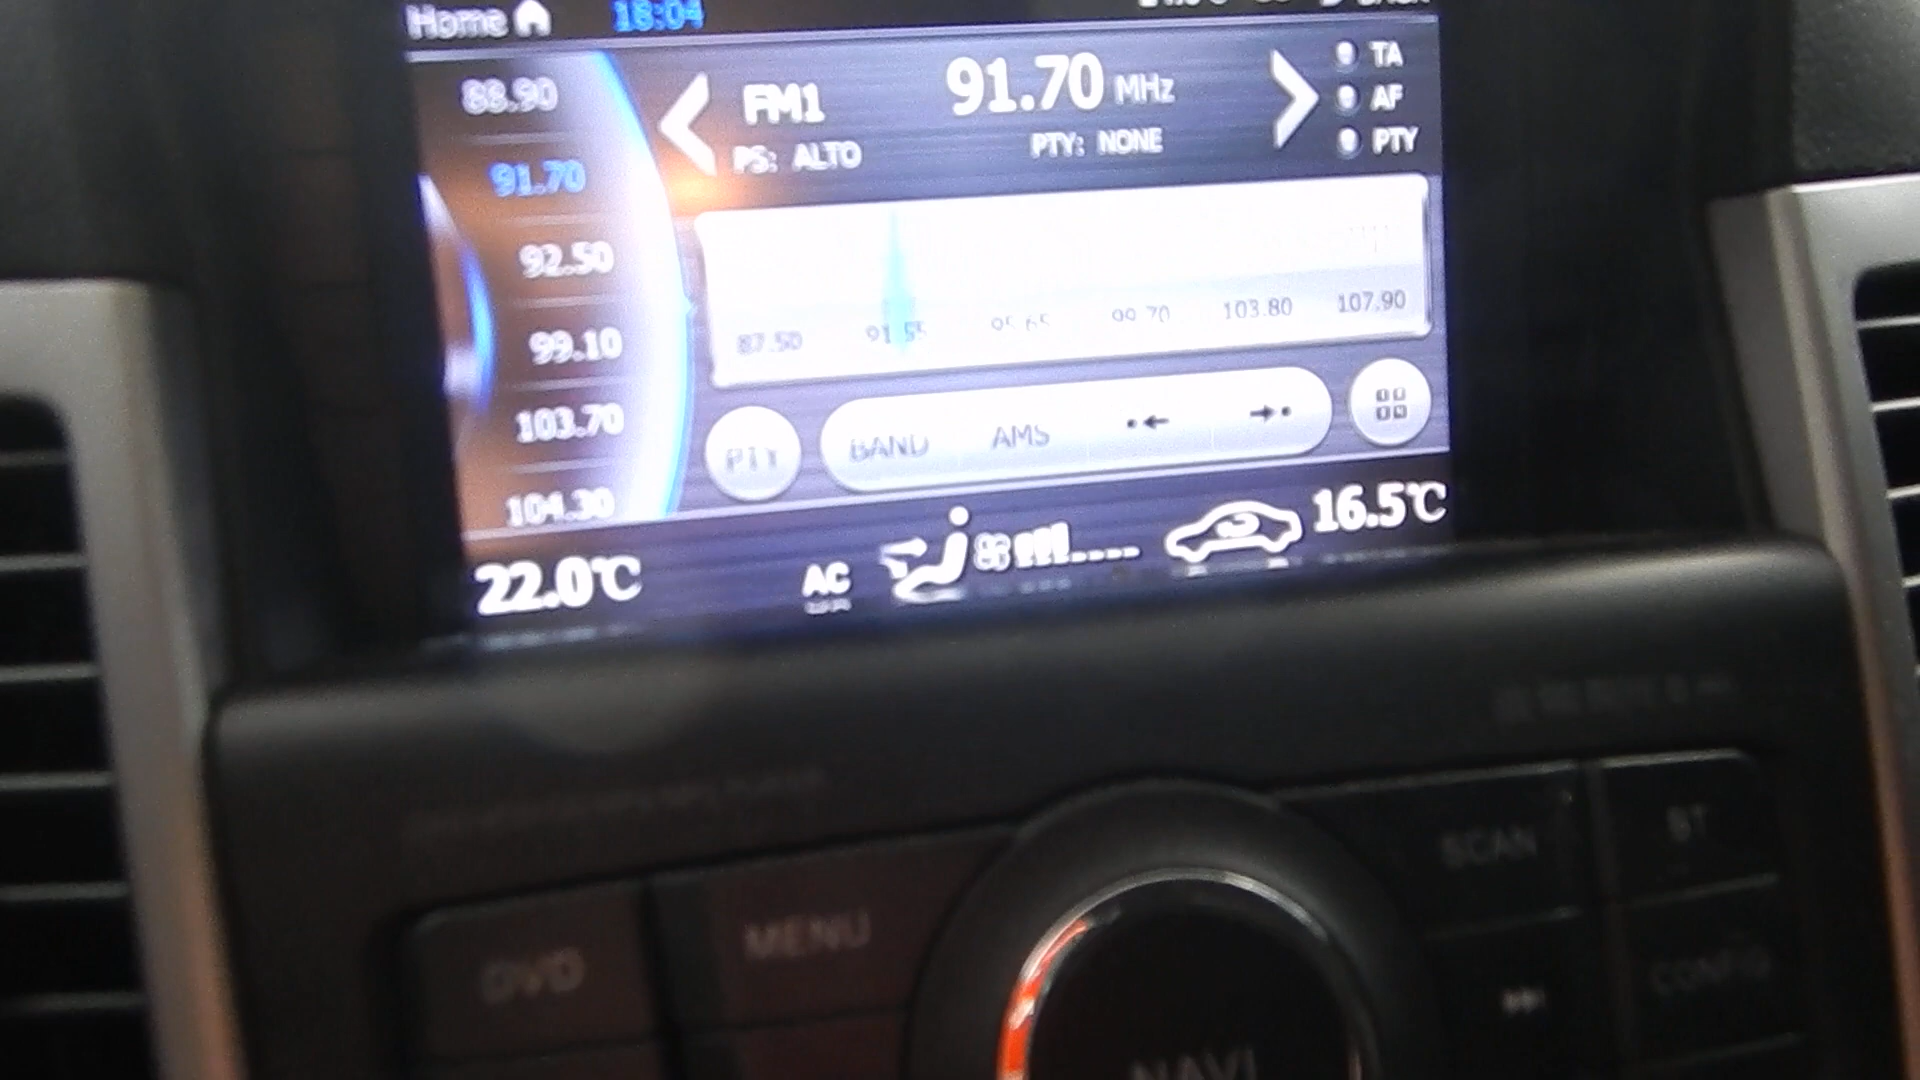 Home 18:04
88.90
91.70
92.50
99.10
103.70
104.30
FM1 91.70 MHz
PS: ALTO PTY: NONE
TA
AF
PTY
87.50 91.55 95.65 99.70 103.80 107.90
PTY BAND AMS
22.0℃ AC 16.5℃
SCAN BT
DVD MENU
CONFIG
NAVI